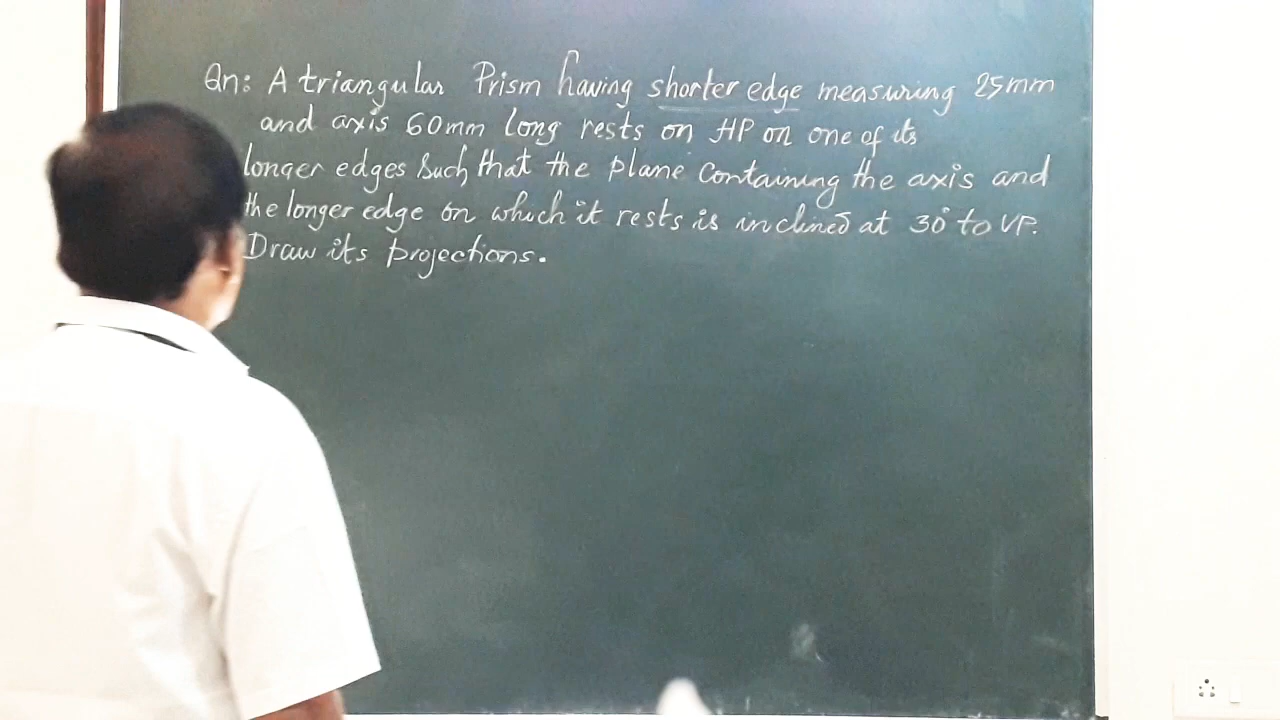 Qn: A triangular Prism having shorter edge measuring 25mm
and axis 60mm long rests on HP on one of its
longer edges such that the plane containing the axis and
the longer edge on which it rests is inclined at 30° to VP.
Draw its projections.